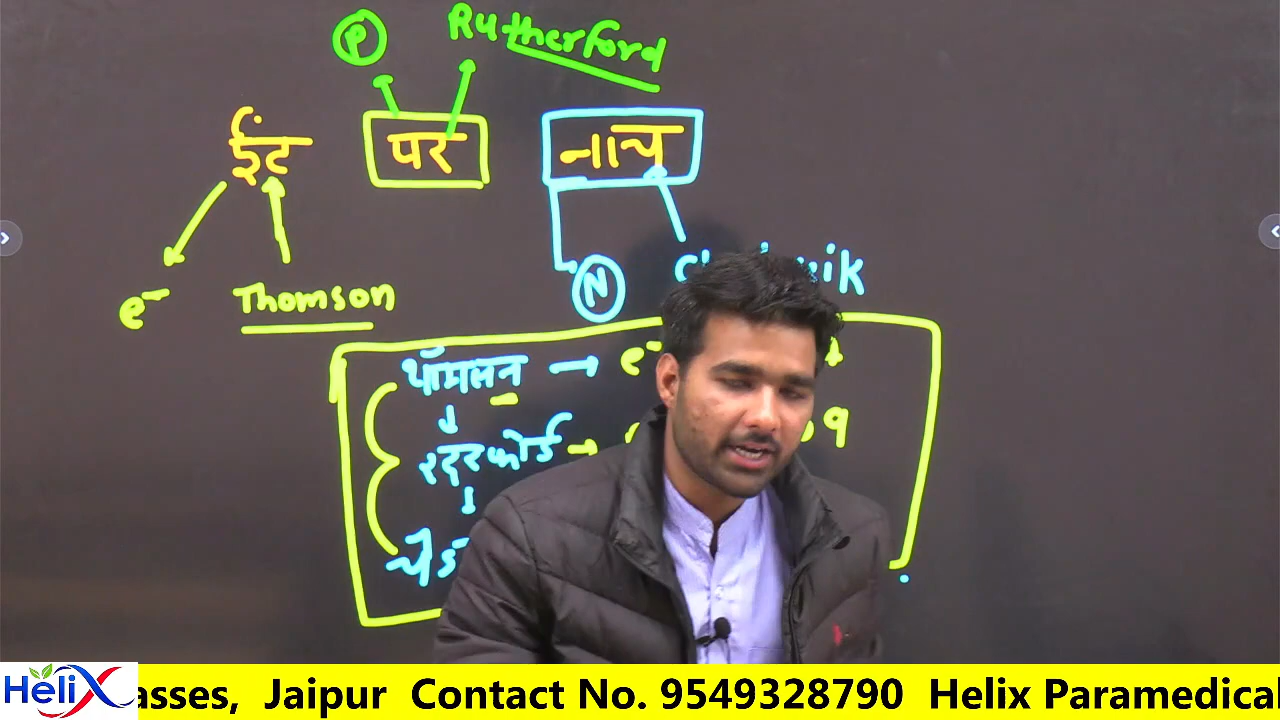 P Rutherford
ईंट पर नाच
e⁻ Thomson N
थॉमसन → e⁻
↓
रदरफोर्ड →
↓
Helix asses, Jaipur Contact No. 9549328790 Helix Paramedical